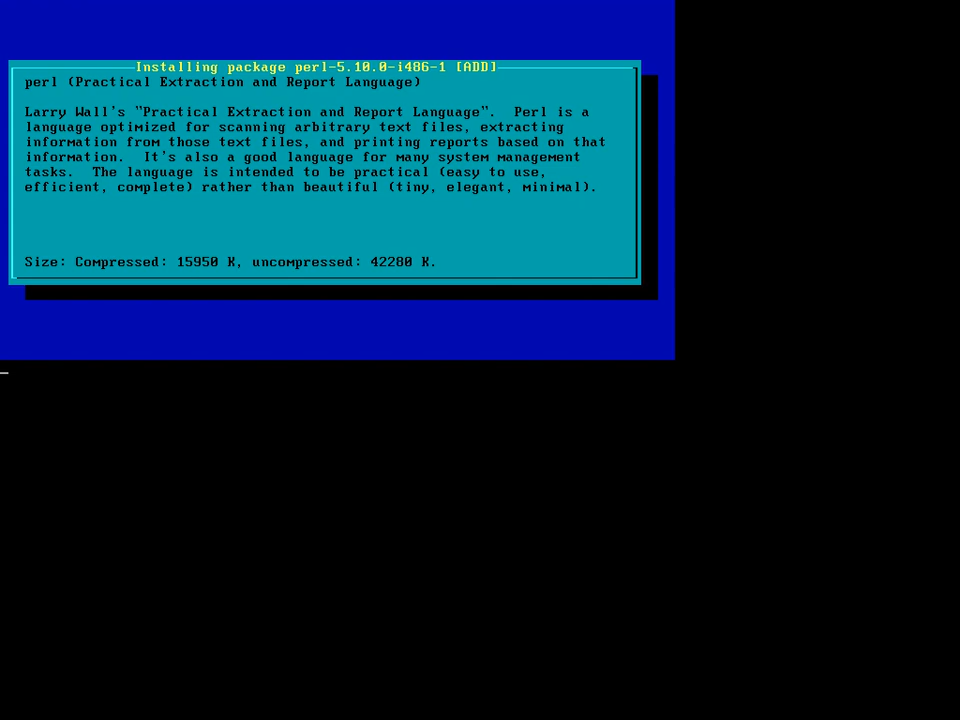 Installing package perl-5.10.0-i486-1 [ADD]
perl (Practical Extraction and Report Language)
Larry Wall's "Practical Extraction and Report Language".  Perl is a
language optimized for scanning arbitrary text files, extracting
information from those text files, and printing reports based on that
information.  It's also a good language for many system management
tasks.  The language is intended to be practical (easy to use,
efficient, complete) rather than beautiful (tiny, elegant, minimal).
Size: Compressed: 15950 K, uncompressed: 42280 K.